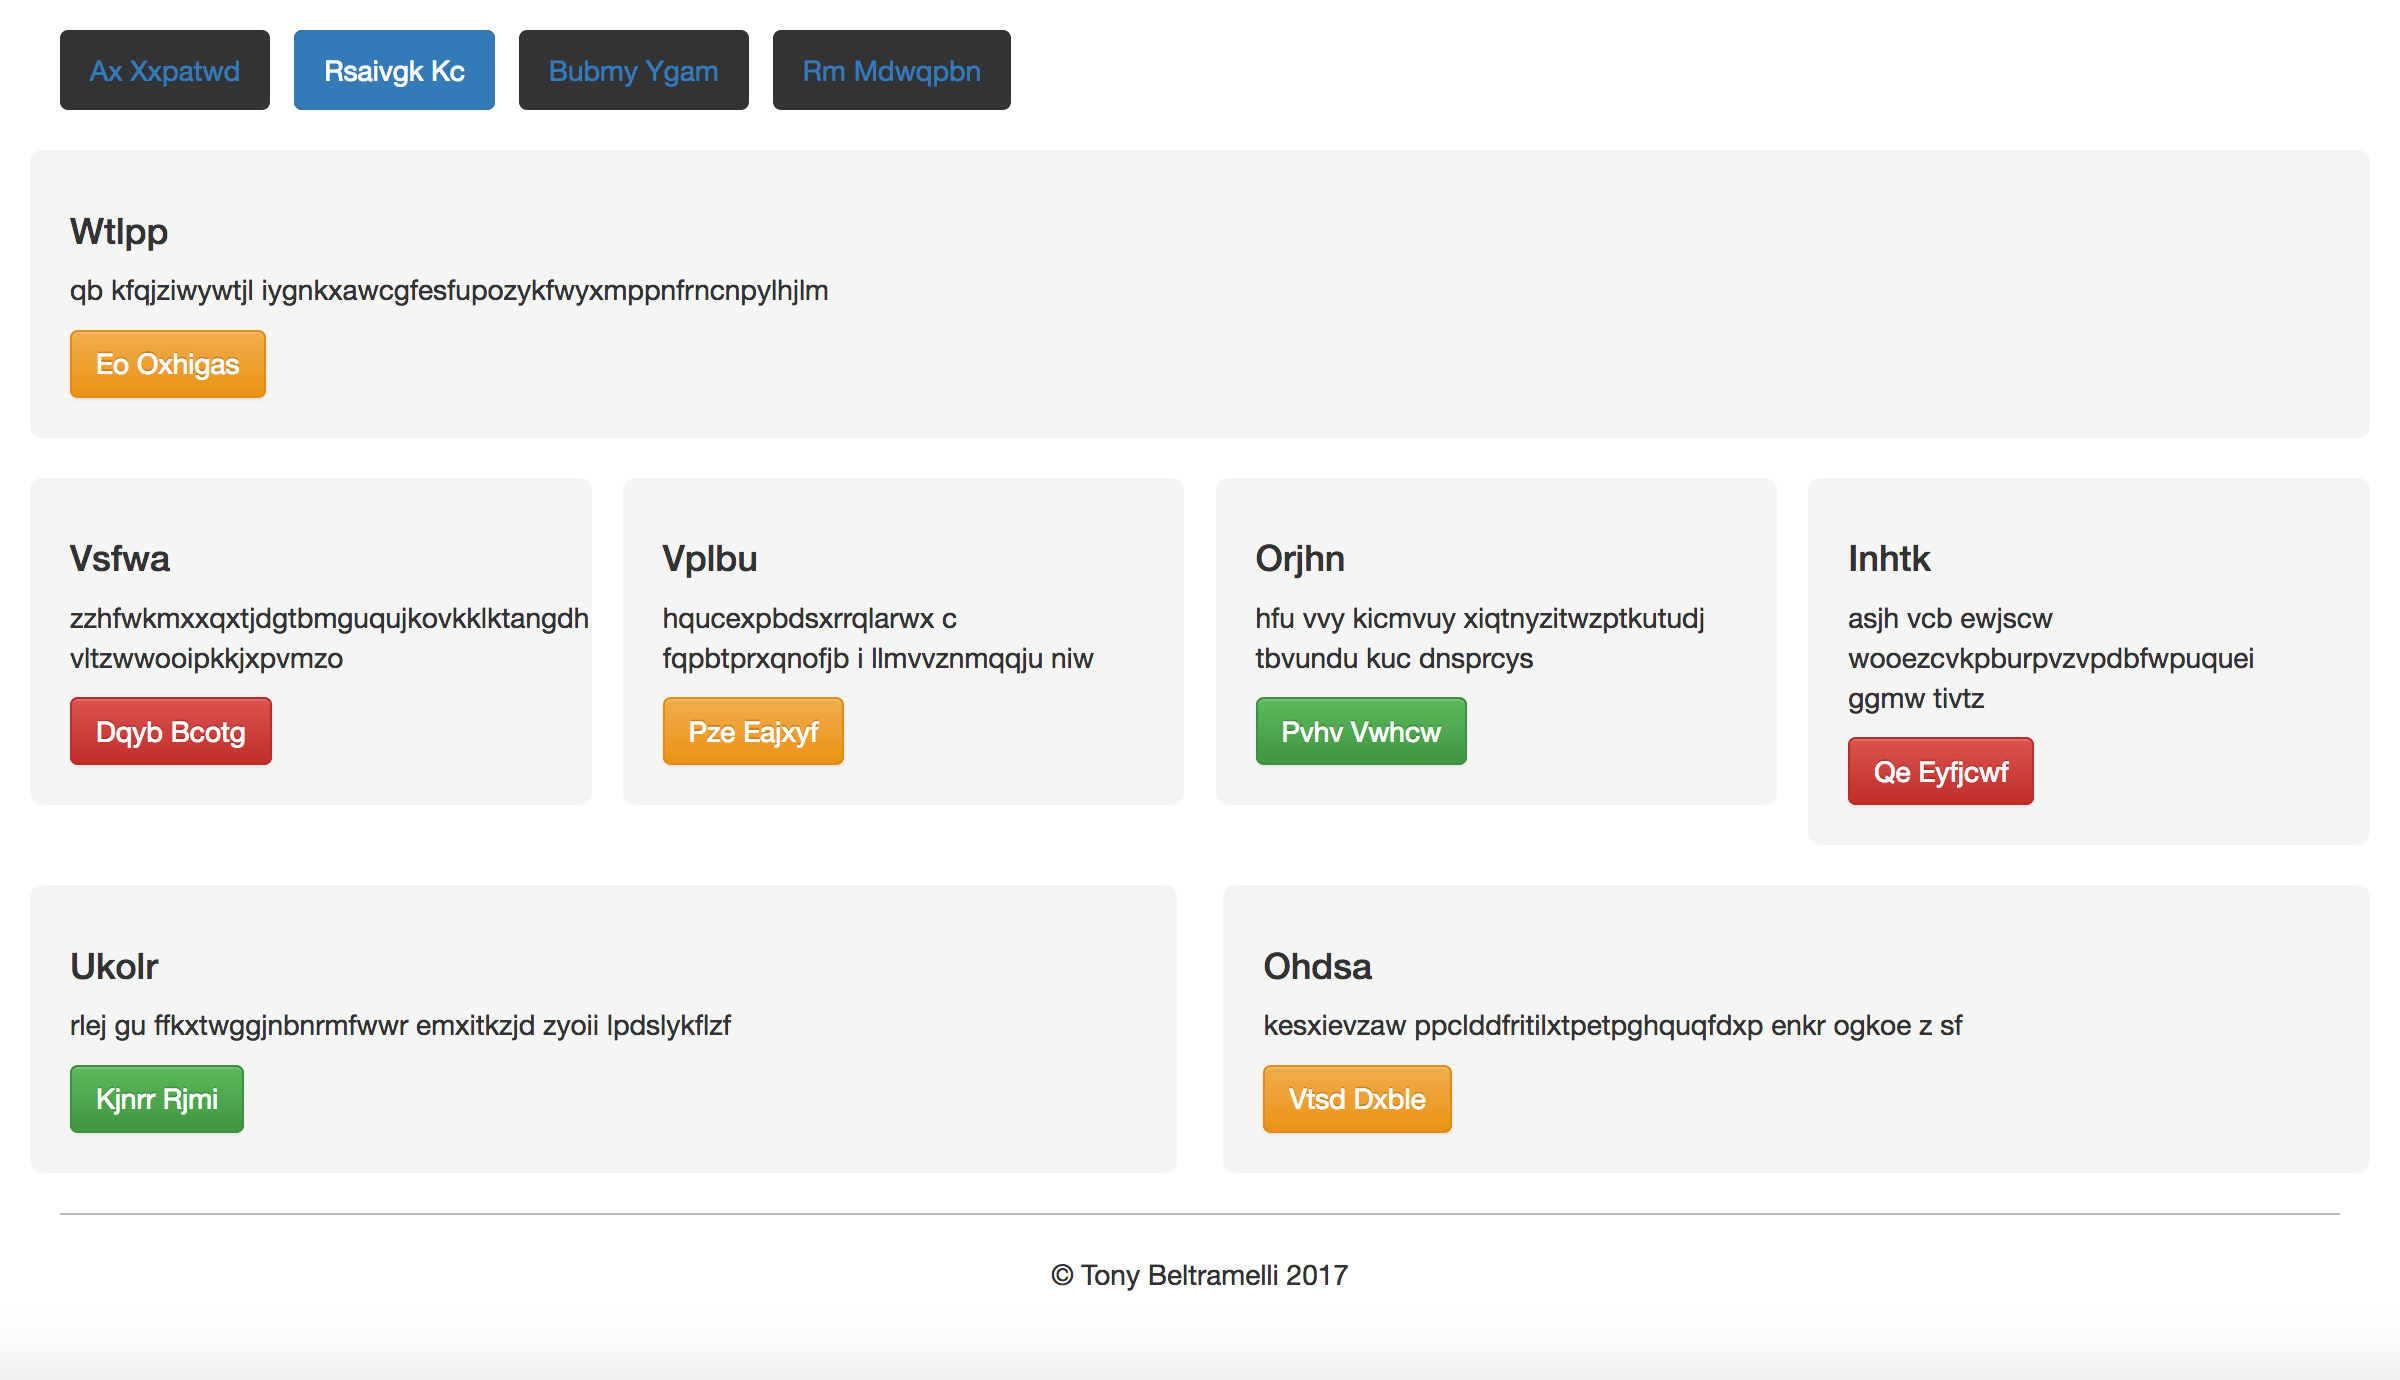 Ax Xxpatwd
Rsaivgk Kc
Bubmy Ygam
Rm Mdwqpbn
Wtlpp
qb kfqjziwywtjl iygnkxawcgfesfupozykfwyxmppnfrncnpylhjlm
Eo Oxhigas
Vsfwa
zzhfwkmxxqxtjdgtbmguqujkovkklktangdh
vltzwwooipkkjxpvmzo
Dqyb Bcotg
Vplbu
hqucexpbdsxrrqlarwx c
fqpbtprxqnofjb i llmvvznmqqju niw
Pze Eajxyf
Orjhn
hfu vvy kicmvuy xiqtnyzitwzptkutudj
tbvundu kuc dnsprcys
Pvhv Vwhcw
Inhtk
asjh vcb ewjscw
wooezcvkpburpvzvpdbfwpuquei
ggmw tivtz
Qe Eyfjcwf
Ukolr
rlej gu ffkxtwggjnbnrmfwwr emxitkzjd zyoii lpdslykflzf
Kjnrr Rjmi
Ohdsa
kesxievzaw ppclddfritilxtpetpghquqfdxp enkr ogkoe z sf
Vtsd Dxble
© Tony Beltramelli 2017